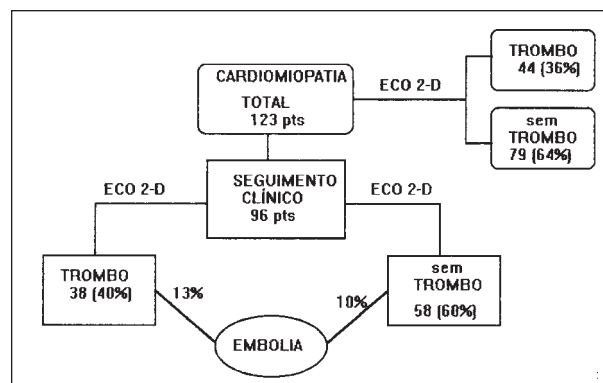 CARDIOMIOPATIA
TOTAL
123 pts
ECO 2-D
TROMBO
44 (36%)
sem
TROMBO
79 (64%)
SEGUIMENTO
CLÍNICO
96 pts
ECO 2-D
ECO 2-D
TROMBO
38 (40%)
sem
TROMBO
58 (60%)
13%
10%
EMBOLIA